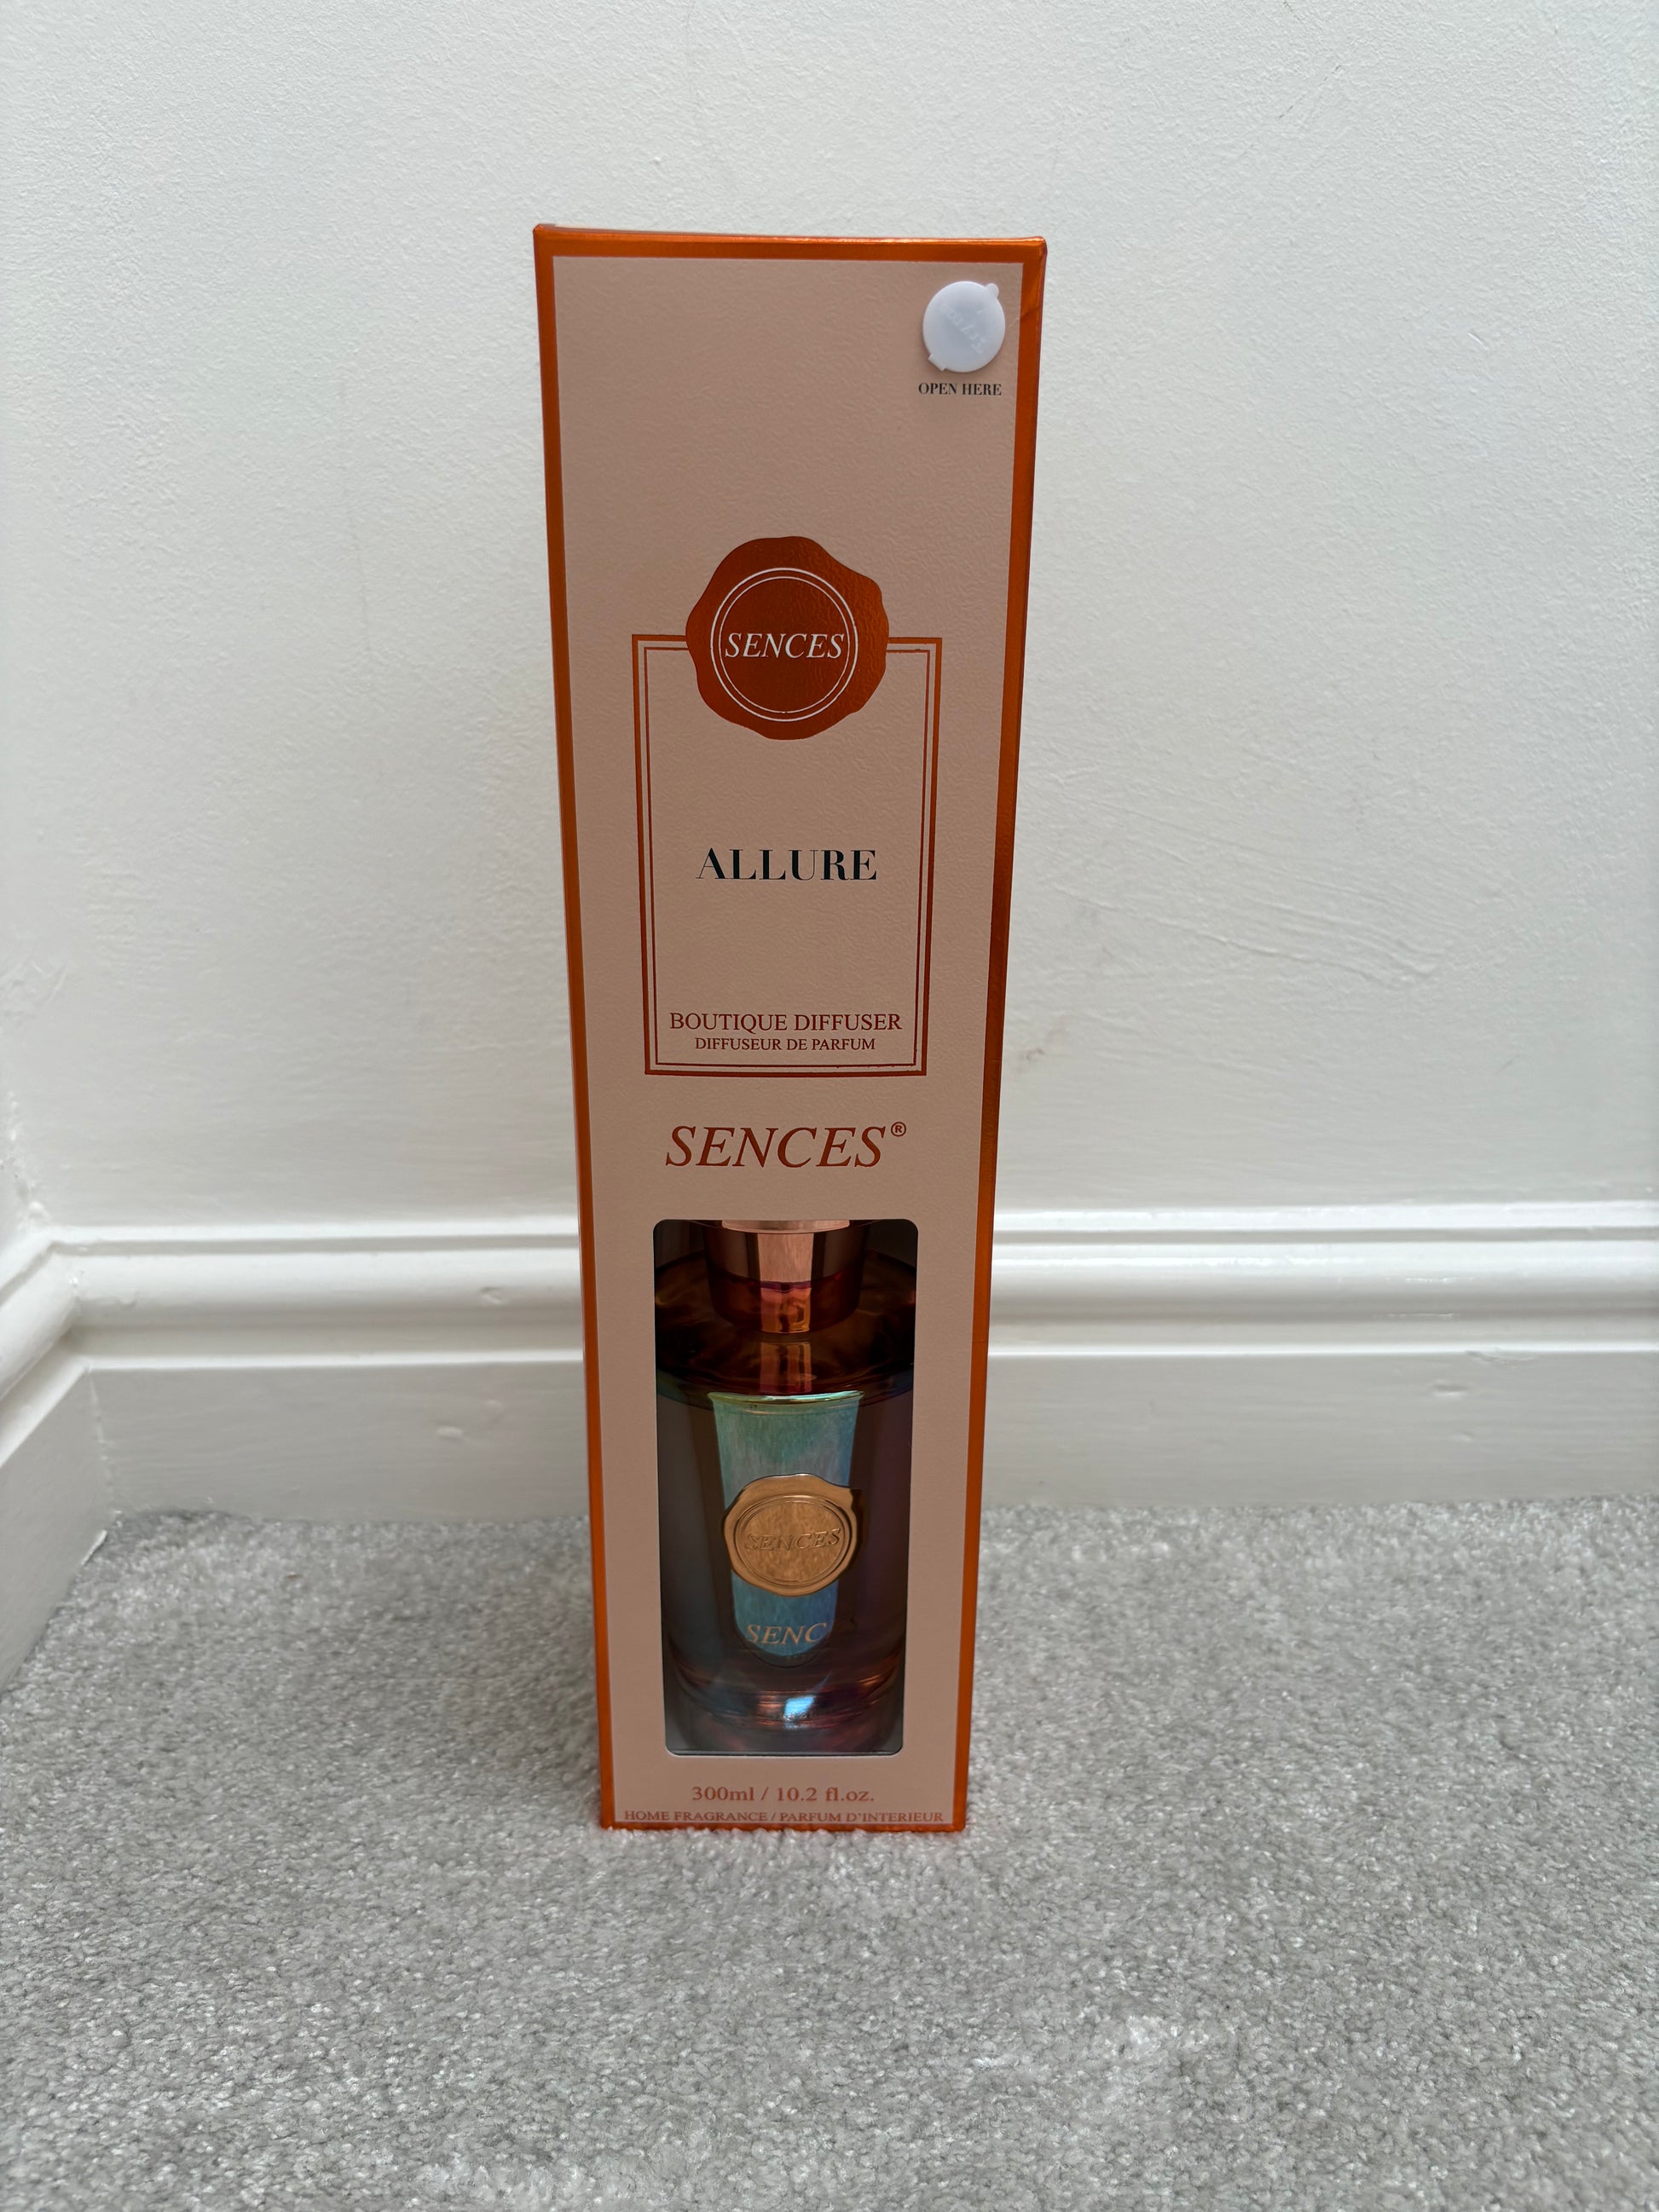 OPEN HERE
SENCES
ALLURE
BOUTIQUE DIFFUSER
DIFFUSEUR DE PARFUM
SENCES®
SENCES
SENC
300ml / 10.2 fl.oz.
HOME FRAGRANCE / PARFUM D'INTERIEUR